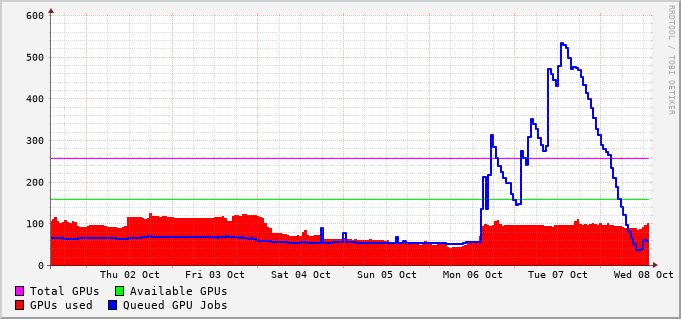 600
500
400
300
200
100
0
Thu 02 Oct Fri 03 Oct Sat 04 Oct Sun 05 Oct Mon 06 Oct Tue 07 Oct Wed 08 Oct
Total GPUs Available GPUs
GPUs used Queued GPU Jobs
RRDTOOL / TOBI OETIKER